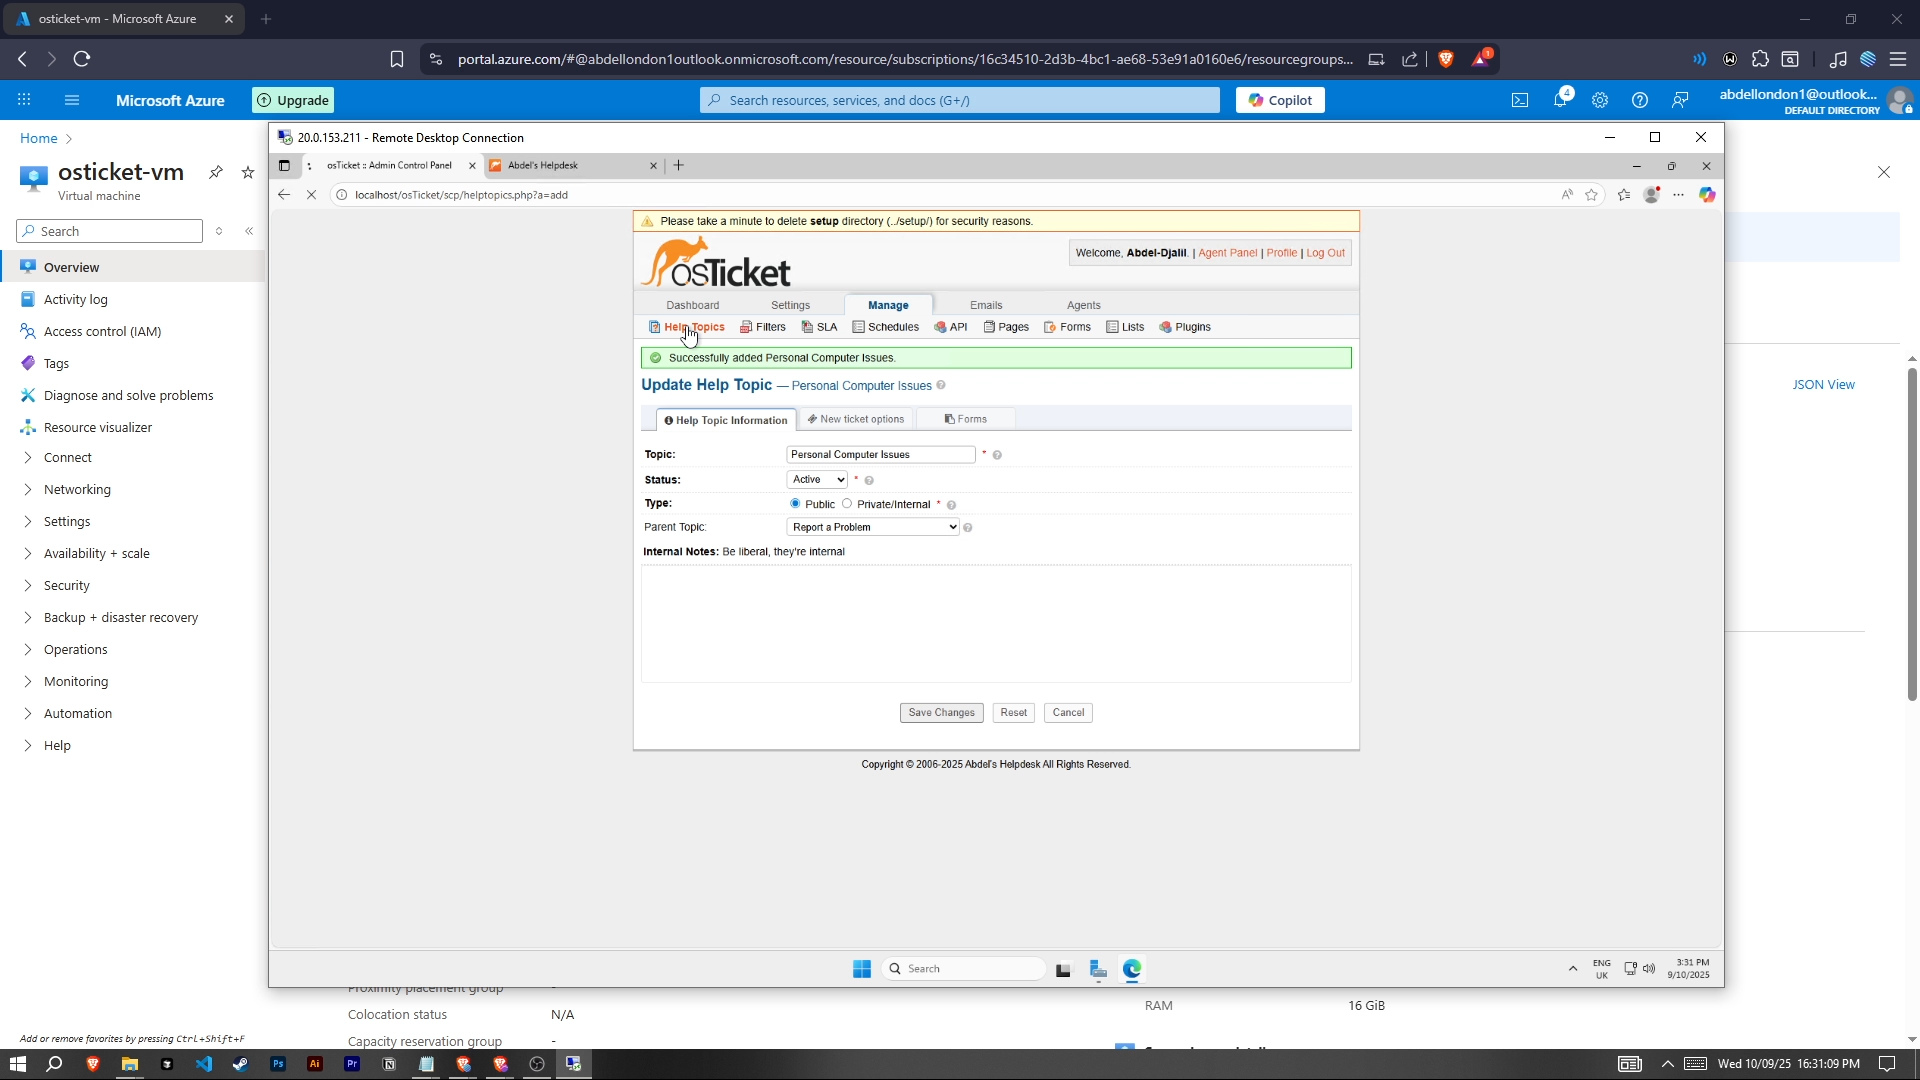 osticket-vm - Microsoft Azure
portal.azure.com/#@abdellondon1outlook.onmicrosoft.com/resource/subscriptions/16c34510-2d3b-4bc1-ae68-53e91a0160e6/resourcegroups...
1
Microsoft Azure
Upgrade
Search resources, services, and docs (G+/)
Copilot
4
abdellondon1@outlook...
DEFAULT DIRECTORY
Home
osticket-vm
Virtual machine
Search
Overview
Activity log
Access control (IAM)
Tags
Diagnose and solve problems
Resource visualizer
Connect
Networking
Settings
Availability + scale
Security
Backup + disaster recovery
Operations
Monitoring
Automation
Help
Add or remove favorites by pressing Ctrl+Shift+F
20.0.153.211 - Remote Desktop Connection
osTicket :: Admin Control Panel
Abdel's Helpdesk
localhost/osTicket/scp/helptopics.php?a=add
Please take a minute to delete setup directory (../setup/) for security reasons.
osTicket
Welcome, Abdel-Djalil. | Agent Panel | Profile | Log Out
Dashboard Settings Manage Emails Agents
Help Topics Filters SLA Schedules API Pages Forms Lists Plugins
Successfully added Personal Computer Issues.
Update Help Topic — Personal Computer Issues
Help Topic Information New ticket options Forms
Topic: Personal Computer Issues *
Status: Active *
Type: Public Private/Internal *
Parent Topic: Report a Problem
Internal Notes: Be liberal, they're internal
Save Changes Reset Cancel
Copyright © 2006-2025 Abdel's Helpdesk All Rights Reserved.
Search
ENG
UK
3:31 PM
9/10/2025
JSON View
Proximity placement group -
Colocation status N/A
Capacity reservation group -
RAM 16 GiB
Ps
Ai
Pr
Wed 10/09/25 16:31:09 PM